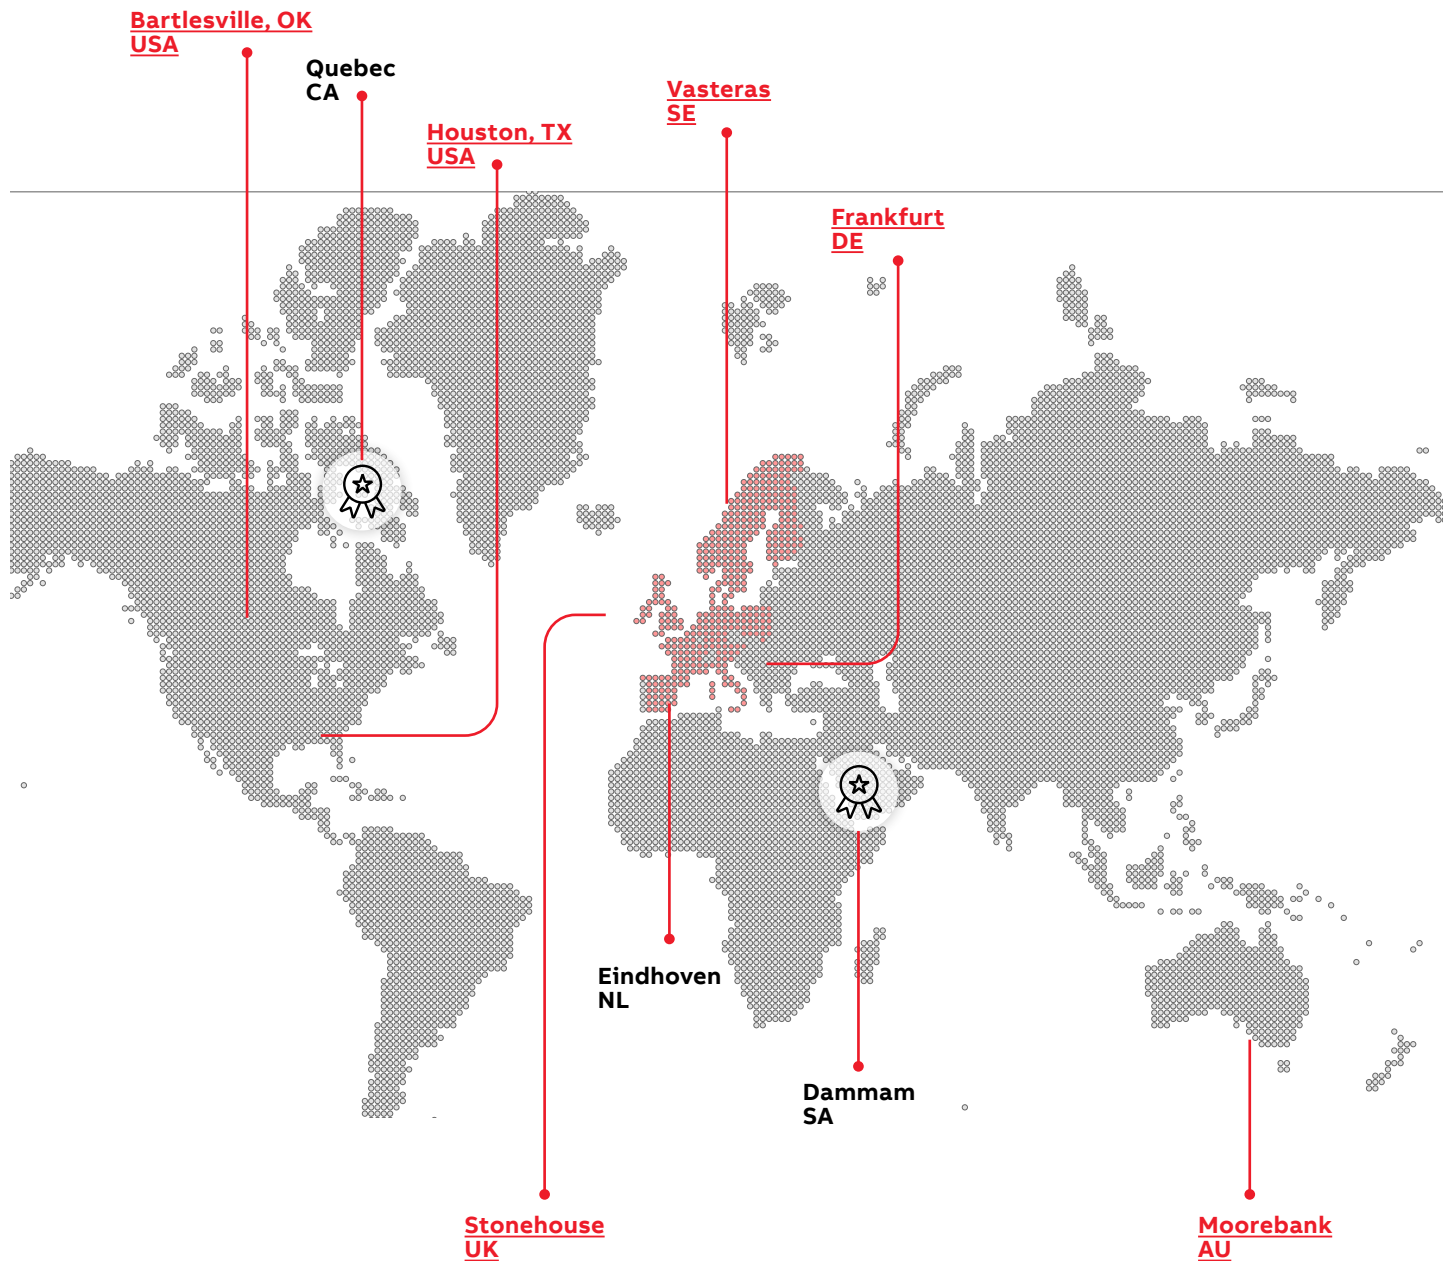 Bartlesville, OK
USA
Quebec
CA
Houston, TX
USA
Vasteras
SE
Frankfurt
DE
Eindhoven
NL
Dammam
SA
Stonehouse
UK
Moorebank
AU